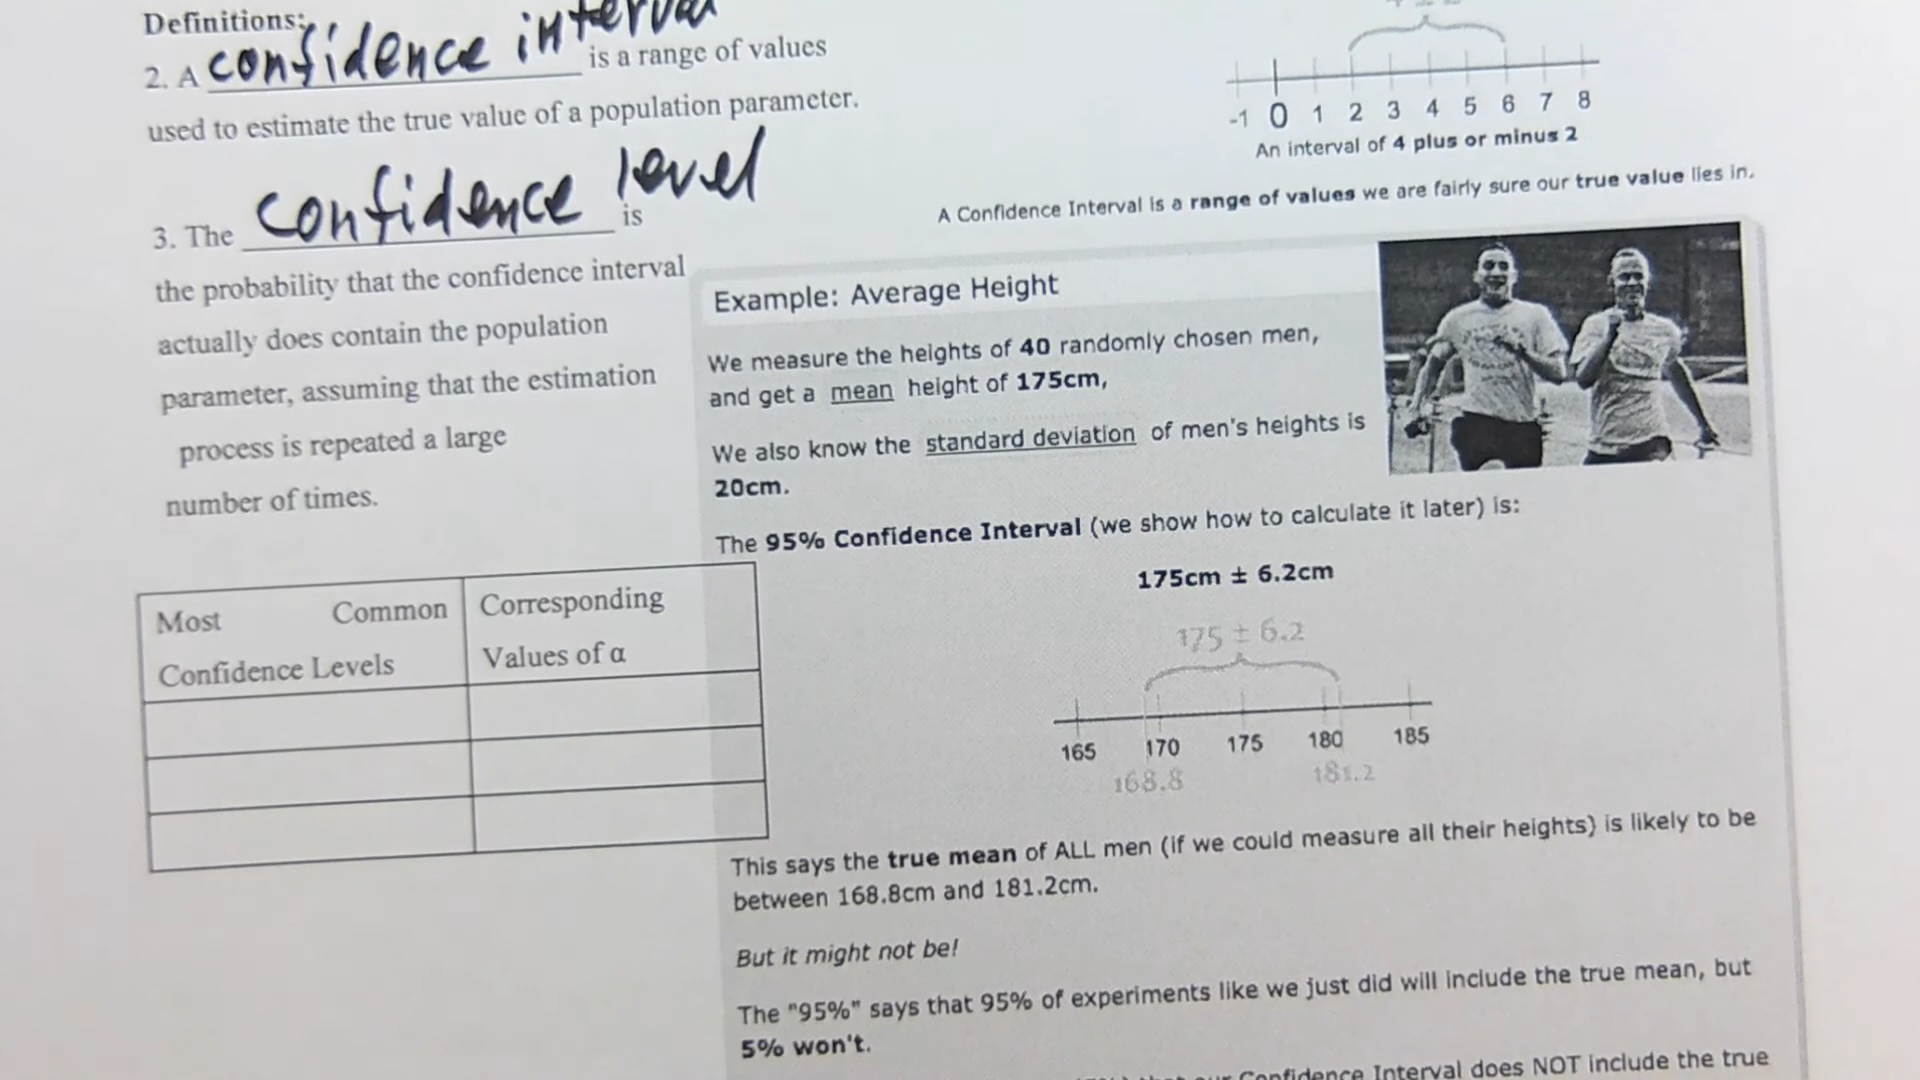 Definitions:
2. A confidence interval is a range of values
used to estimate the true value of a population parameter.
3. The confidence level is
the probability that the confidence interval
actually does contain the population
parameter, assuming that the estimation
process is repeated a large
number of times.
Most Common Confidence Levels
Corresponding Values of α
-1 0 1 2 3 4 5 6 7 8
An interval of 4 plus or minus 2
A Confidence Interval is a range of values we are fairly sure our true value lies in.
Example: Average Height
We measure the heights of 40 randomly chosen men,
and get a mean height of 175cm,
We also know the standard deviation of men's heights is
20cm.
The 95% Confidence Interval (we show how to calculate it later) is:
175cm ± 6.2cm
175 ± 6.2
165 170 175 180 185
168.8 181.2
This says the true mean of ALL men (if we could measure all their heights) is likely to be
between 168.8cm and 181.2cm.
But it might not be!
The "95%" says that 95% of experiments like we just did will include the true mean, but
5% won't.
Confidence Interval does NOT include the true